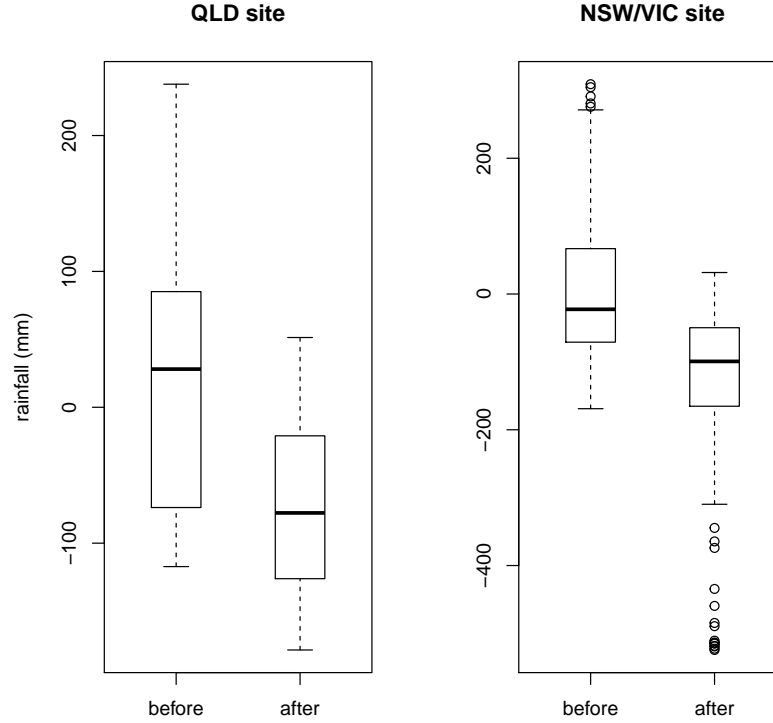 QLD site
rainfall (mm)
200
100
0
−100
before
after
NSW/VIC site
200
0
−200
−400
before
after